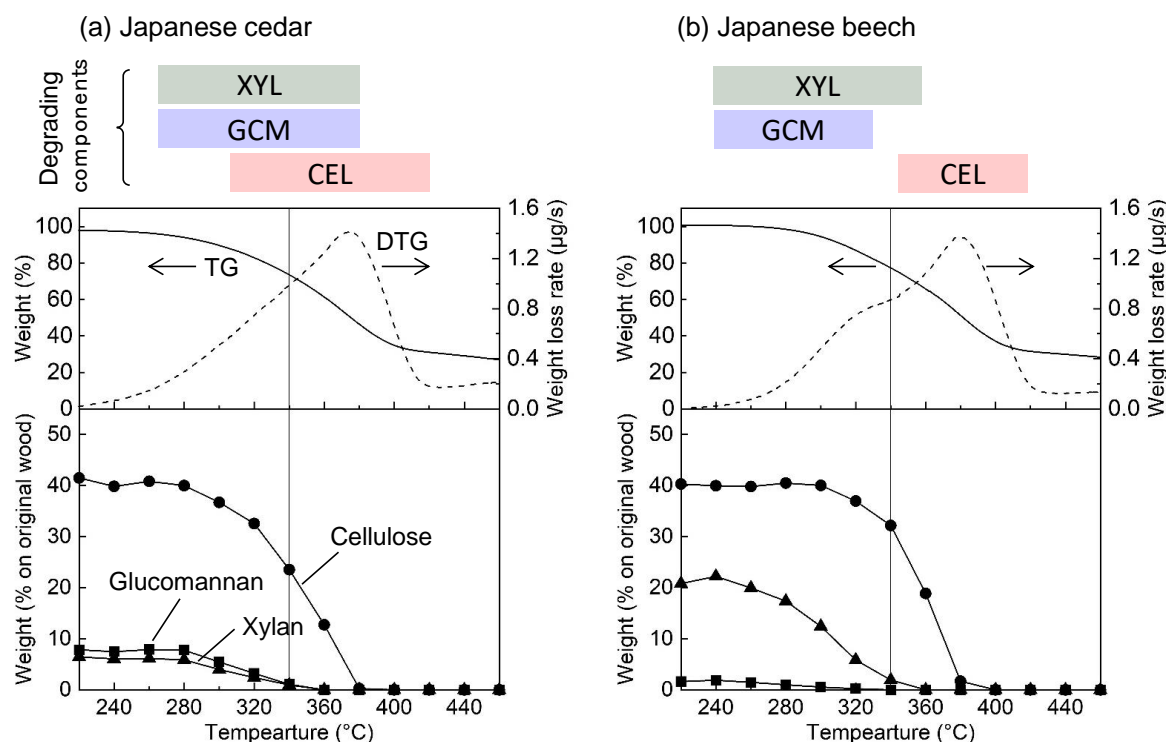 (a) Japanese cedar
(b) Japanese beech
Degrading
components
XYL
GCM
CEL
XYL
GCM
CEL
Weight (%)
100
80
60
40
20
0
TG
DTG
1.6
1.4
0.8
0.4
0.0
Weight loss rate (µg/s)
Weight (%)
100
80
60
40
20
0
1.6
1.2
0.8
0.4
0.0
Weight loss rate (µg/s)
Weight (% on original wood)
50
40
30
20
10
0
Cellulose
Glucomannan
Xylan
240 280 320 360 400 440
Tempearture (°C)
Weight (% on original wood)
50
40
30
20
10
0
240 280 320 360 400 440
Tempearture (°C)